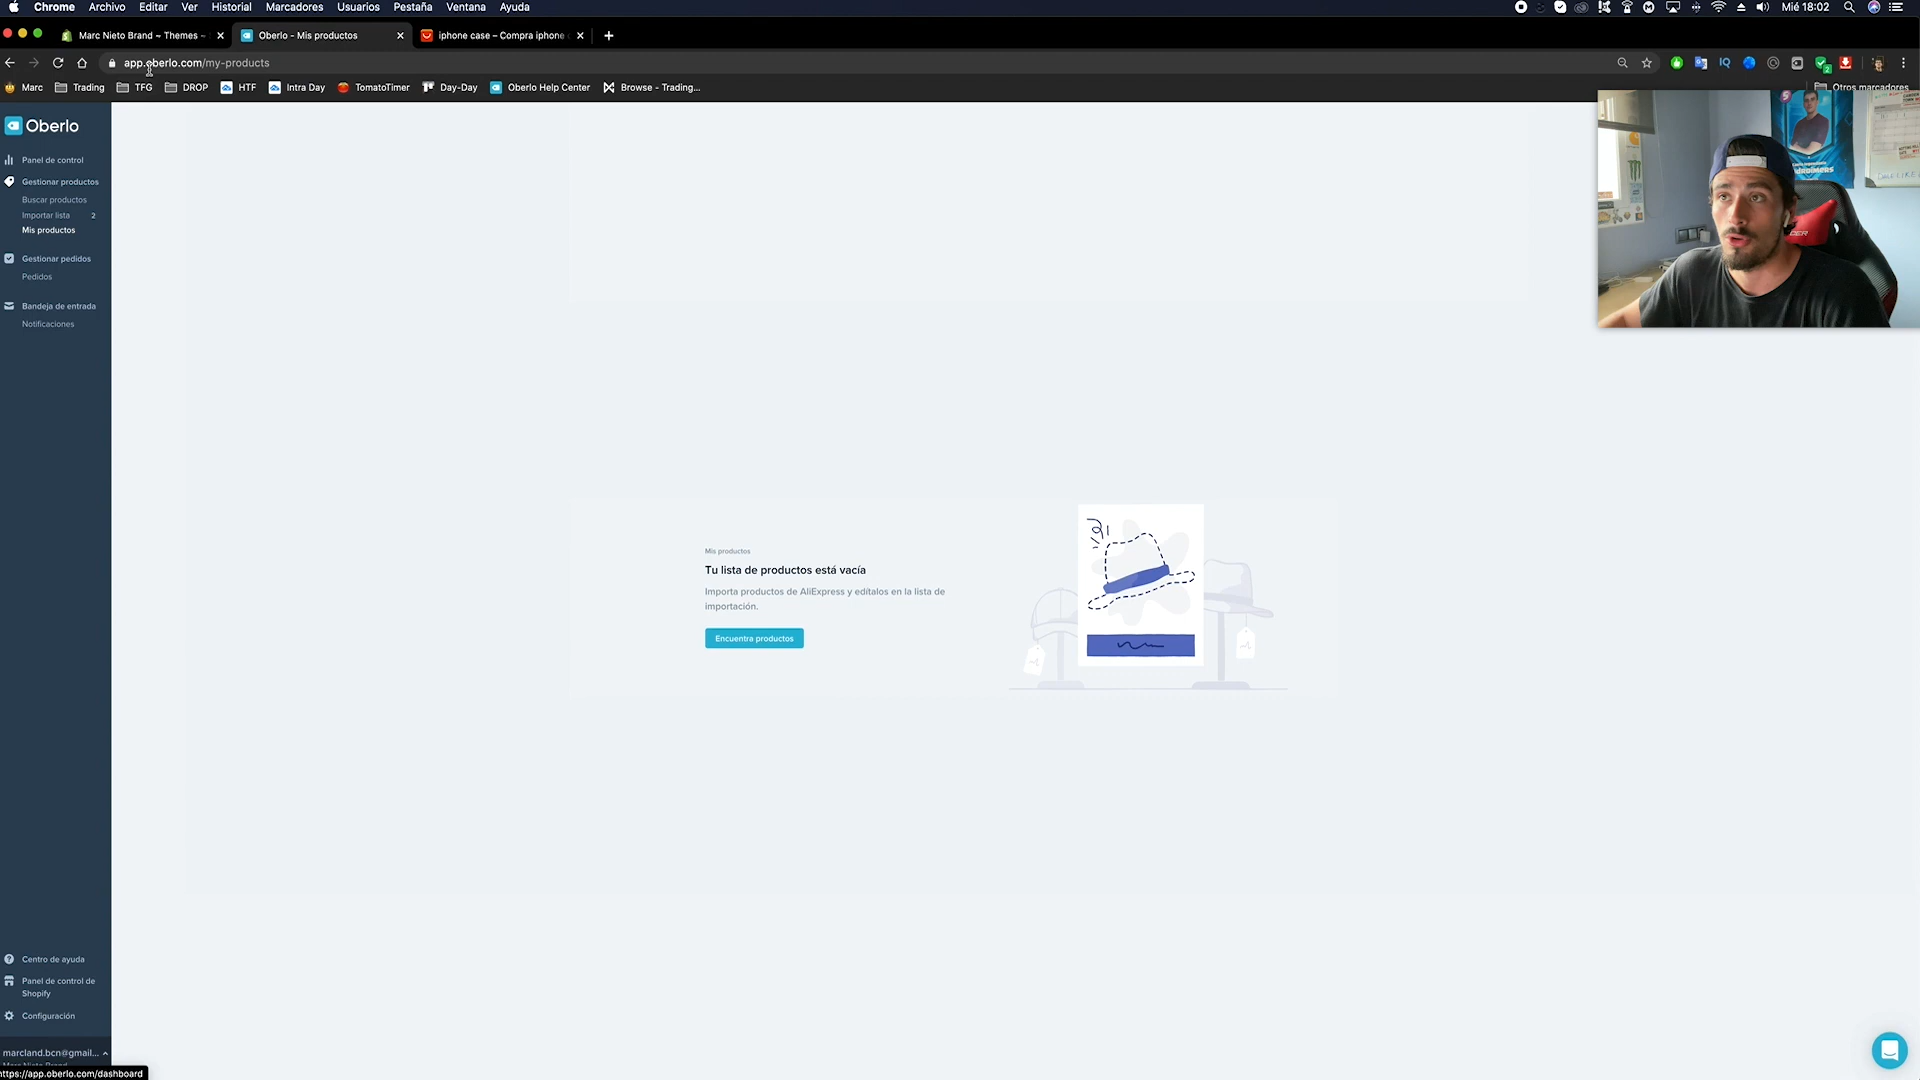 Chrome Archivo Editar Ver Historial Marcadores Usuarios Pestaña Ventana Ayuda Mié 18:02
Marc Nieto Brand ~ Themes ~ Oberlo - Mis productos iphone case – Compra iphone
app.oberlo.com/my-products
Marc Trading TFG DROP HTF Intra Day TomatoTimer Day-Day Oberlo Help Center Browse - Trading... Otros marcadores
Oberlo
Panel de control
Gestionar productos
Buscar productos
Importar lista 2
Mis productos
Gestionar pedidos
Pedidos
Bandeja de entrada
Notificaciones
Mis productos
Tu lista de productos está vacía
Importa productos de AliExpress y edítalos en la lista de
importación.
Encuentra productos
Centro de ayuda
Panel de control de
Shopify
Configuración
marcland.bcn@gmail...
Marc Nieto Brand
https://app.oberlo.com/dashboard